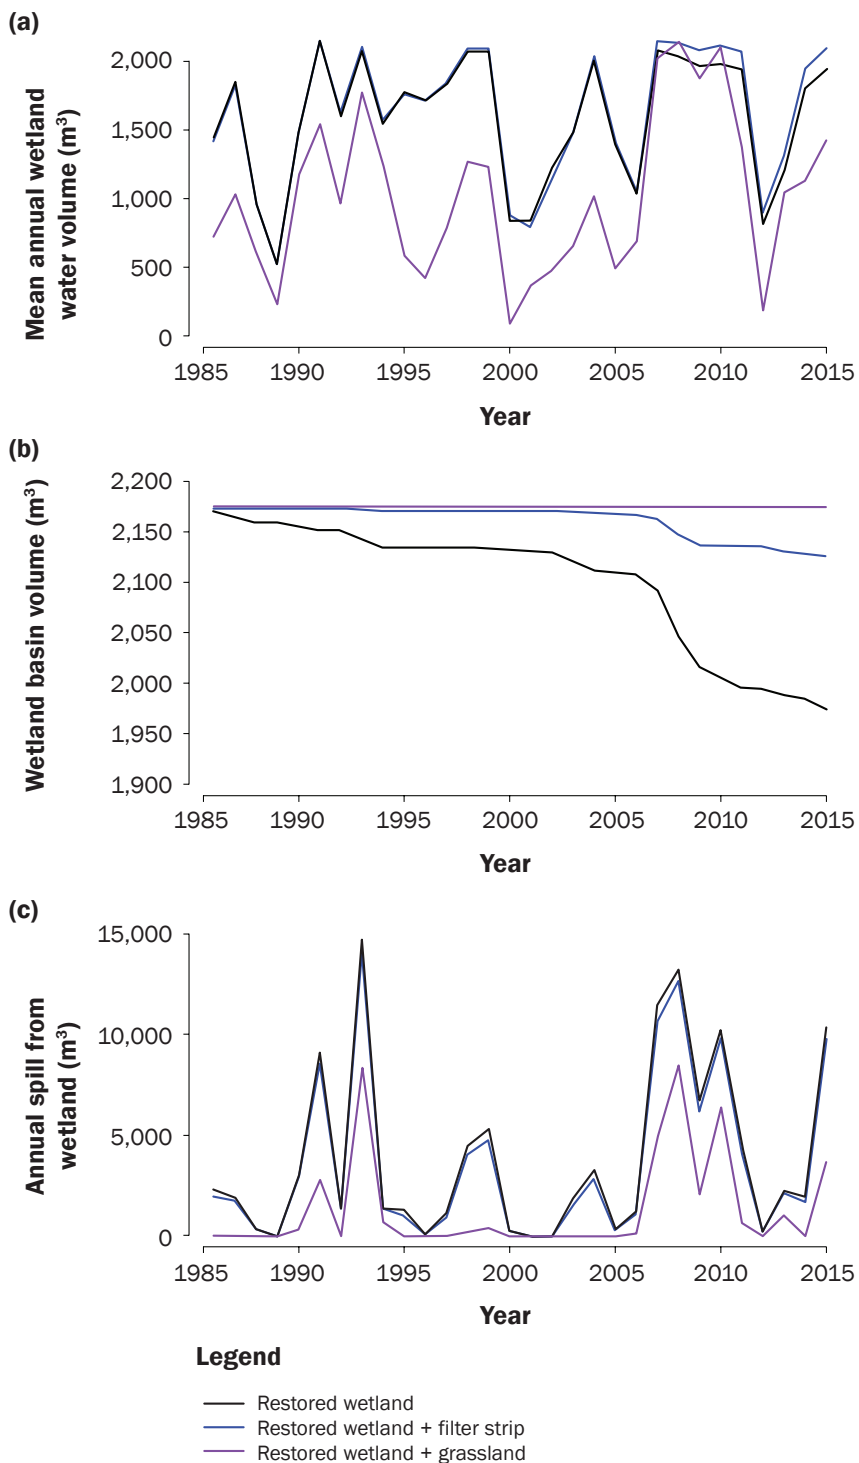 (a)
Mean annual wetland
water volume (m³)
2,000
1,500
1,000
500
0
1985 1990 1995 2000 2005 2010 2015
Year
(b)
Wetland basin volume (m³)
2,200
2,150
2,100
2,050
2,000
1,950
1,900
1985 1990 1995 2000 2005 2010 2015
Year
(c)
Annual spill from
wetland (m³)
15,000
10,000
5,000
0
1985 1990 1995 2000 2005 2010 2015
Year
Legend
Restored wetland
Restored wetland + filter strip
Restored wetland + grassland